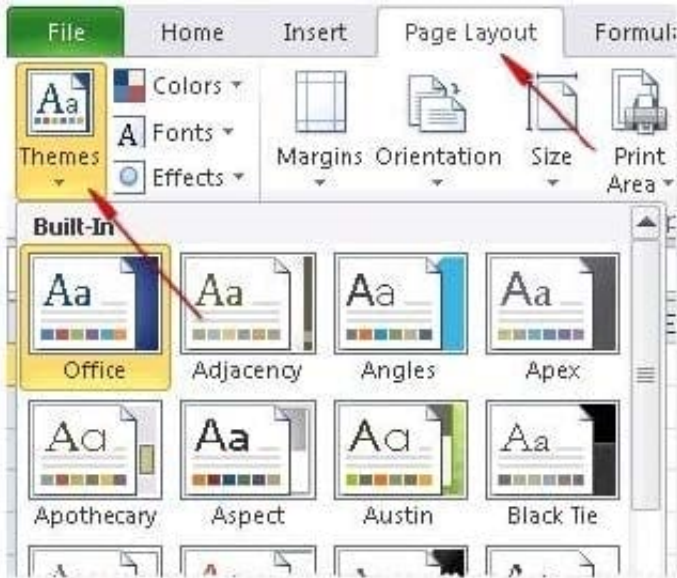 File Home Insert Page Layout
Aa Colors
A Fonts
Themes Effects
Margins Orientation Size Print Area
Built-In
Aa Aa Aa Aa
Office Adjacency Angles Apex
Aa Aa Aa Aa
Apothecary Aspect Austin Black Tie